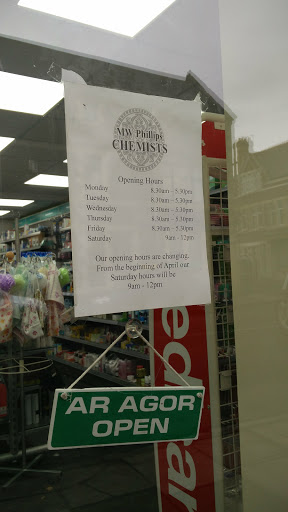 MW Phillips
CHEMISTS
Opening Hours
Monday 8.30am - 5.30pm
Tuesday 8.30am - 5.30pm
Wednesday 8.30am - 5.30pm
Thursday 8.30am - 5.30pm
Friday 8.30am - 5.30pm
Saturday 9am - 12pm
Our opening hours are changing.
From the beginning of April our
Saturday hours will be
9am - 12pm
AR AGOR
OPEN